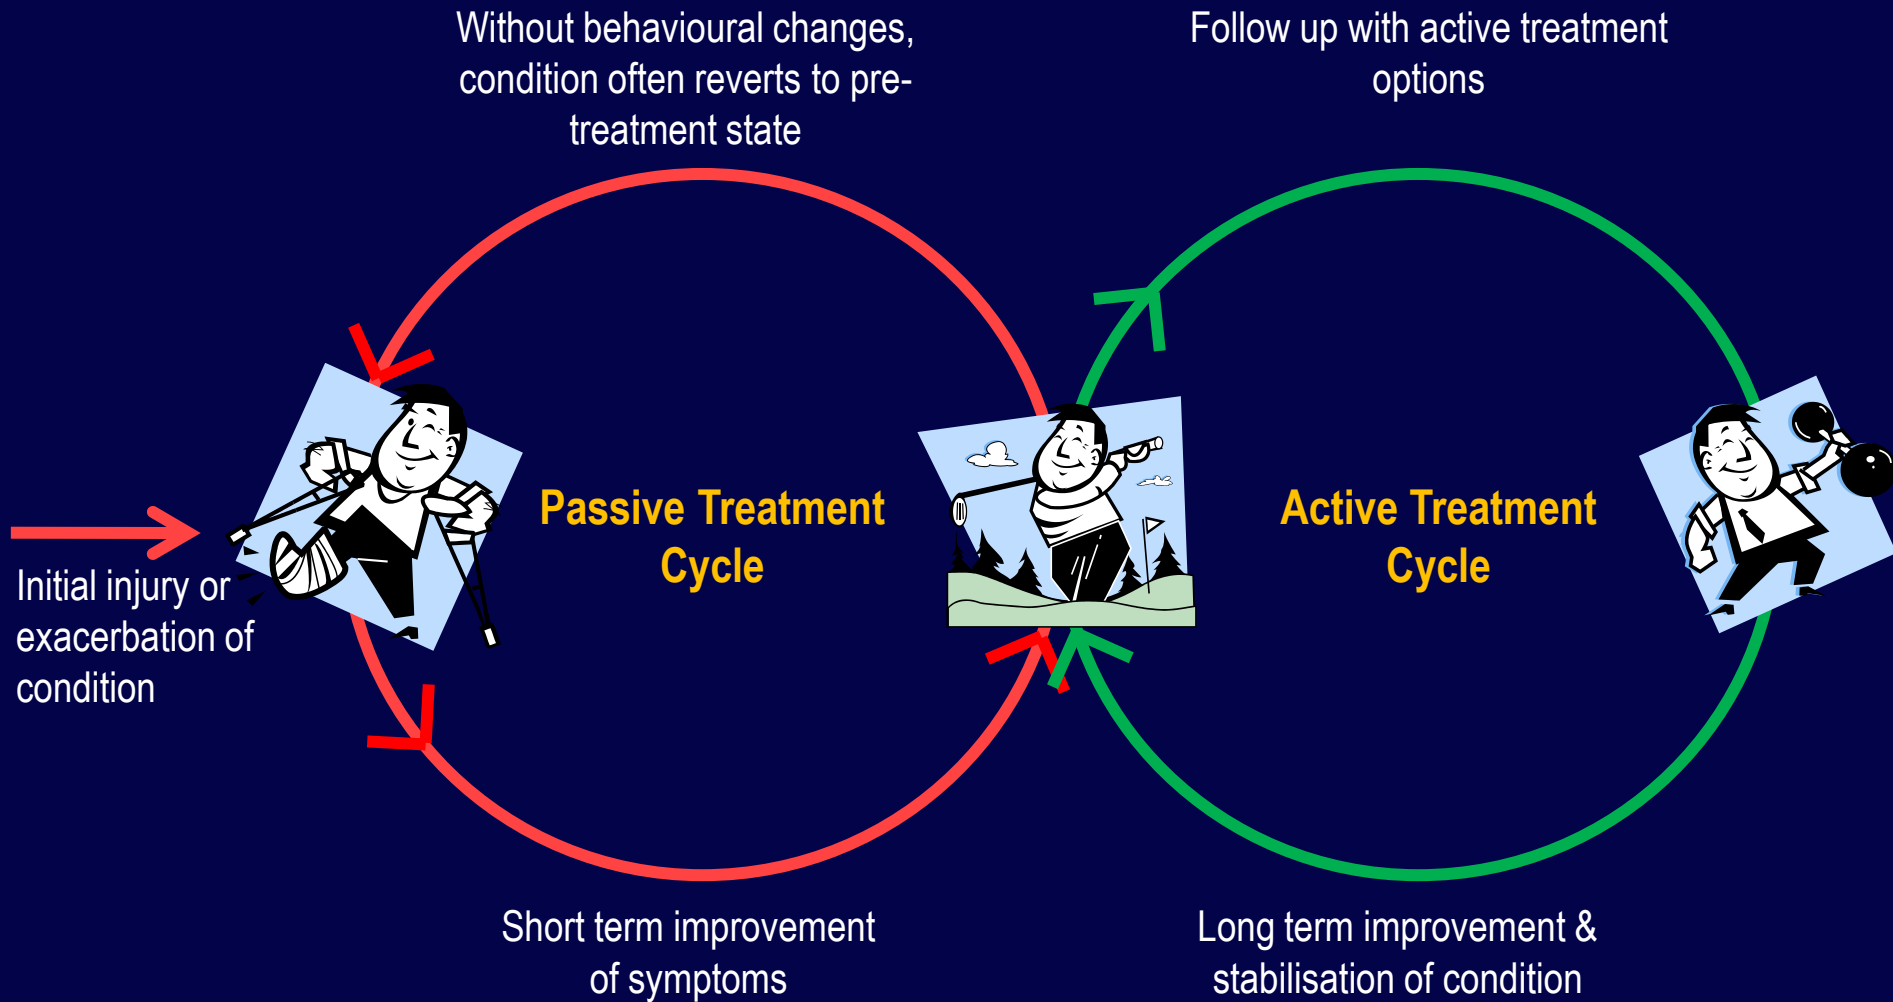 Without behavioural changes,
condition often reverts to pre-
treatment state
Follow up with active treatment
options
Passive Treatment
Cycle
Active Treatment
Cycle
Initial injury or
exacerbation of
condition
Short term improvement
of symptoms
Long term improvement &
stabilisation of condition